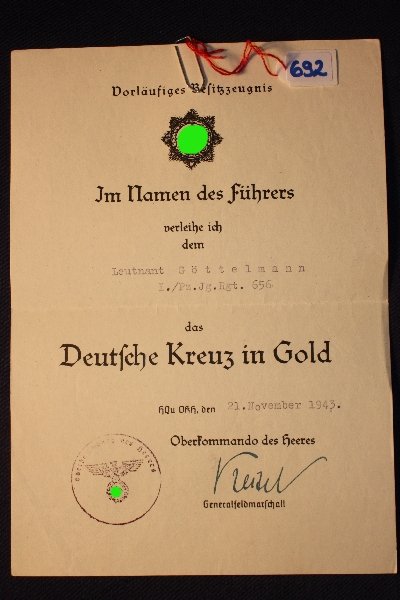 692
Vorläufiges Besitzzeugnis
Im Namen des Führers
verleihe ich
dem
Leutnant Göttelmann
I./Pz.Jg.Rgt. 656
das
Deutsche Kreuz in Gold
HQu OKH, den 21.November 1943.
Oberkommando des Heeres
Generalfeldmarschall